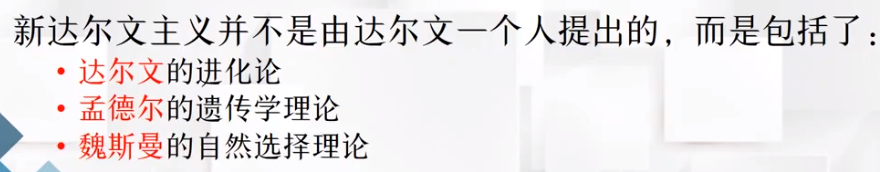 新达尔文主义并不是由达尔文一个人提出的，而是包括了：
• 达尔文的进化论
• 孟德尔的遗传学理论
• 魏斯曼的自然选择理论